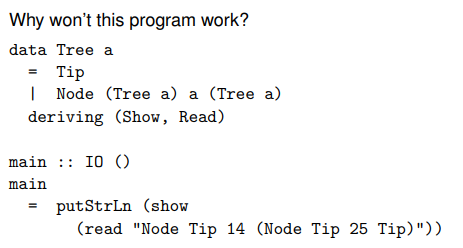 Why won't this program work?
data Tree a
  =  Tip
  |  Node (Tree a) a (Tree a)
  deriving (Show, Read)

main :: IO ()
main
  =  putStrLn (show
       (read "Node Tip 14 (Node Tip 25 Tip)"))